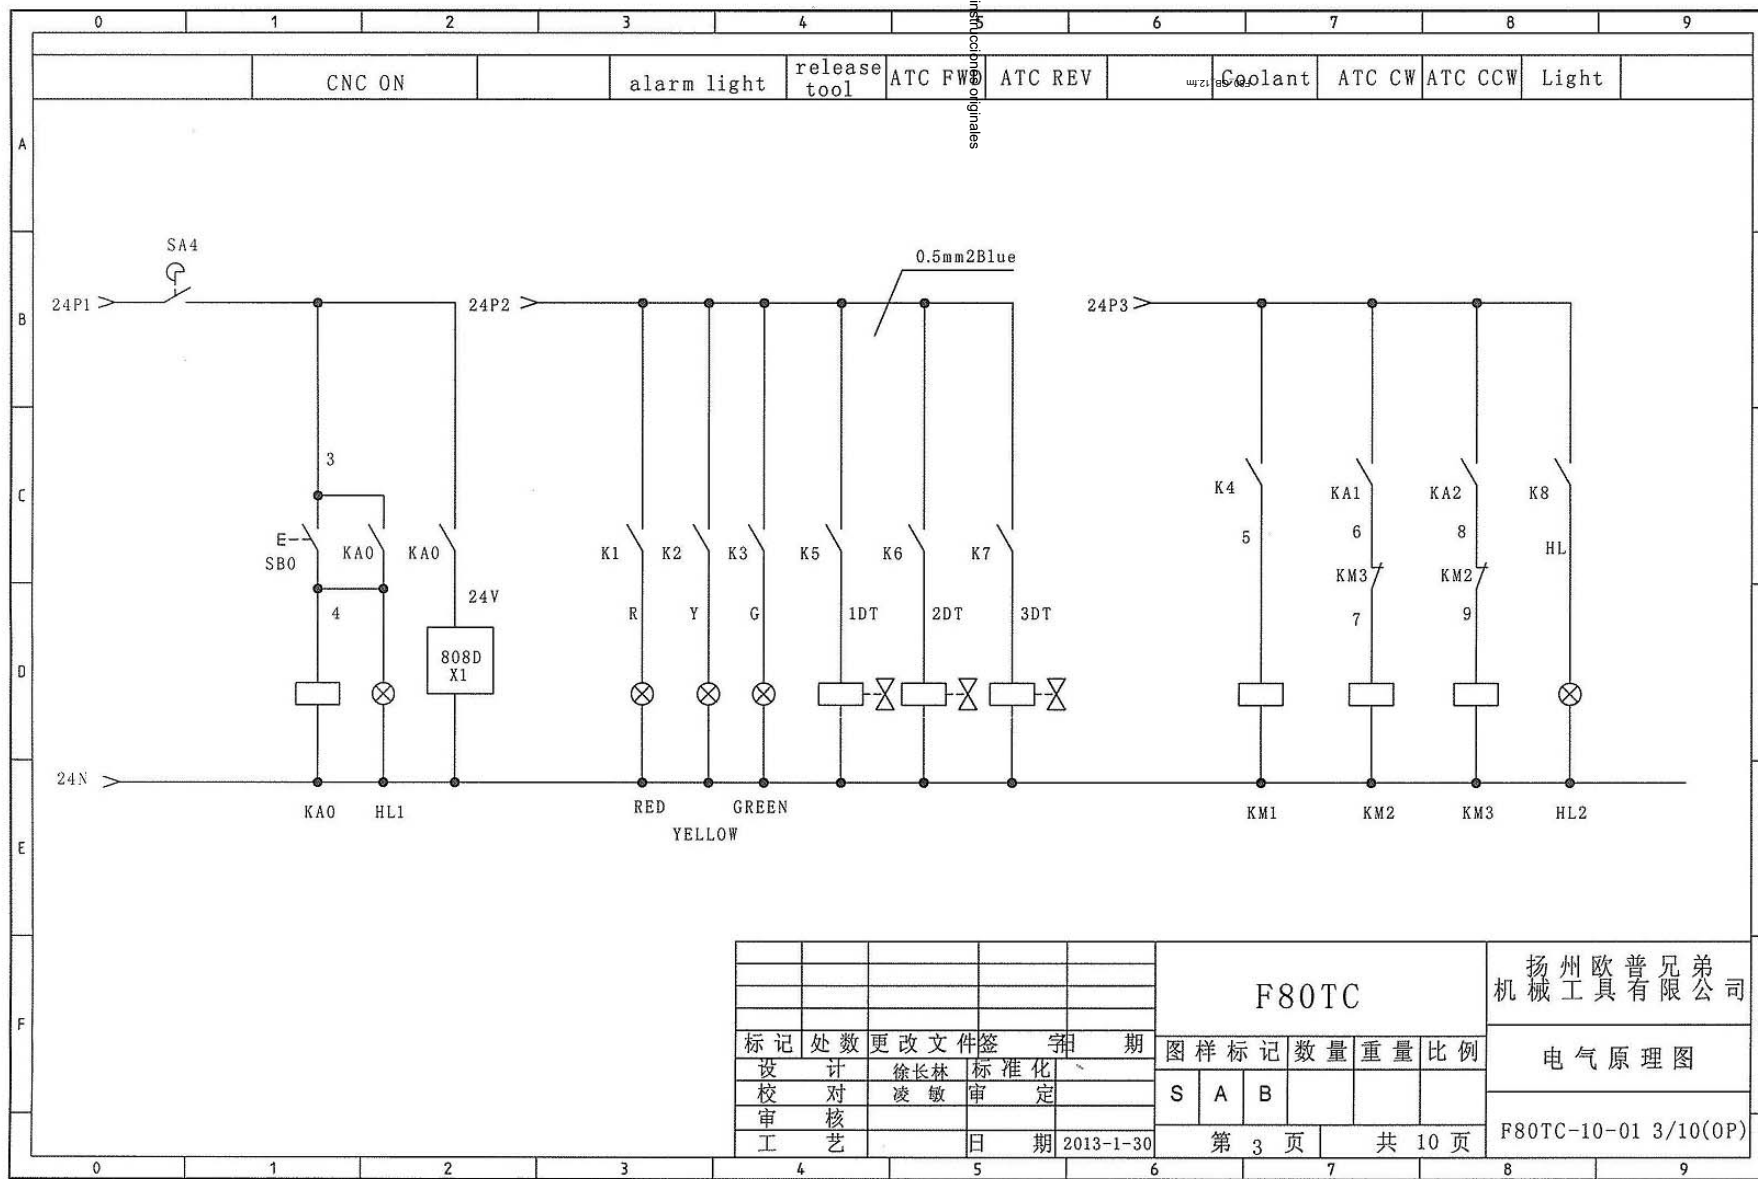 0 1 2 3 4 5 6 7 8 9
CNC ON
alarm light
release
tool
ATC FWD
ATC REV
Coolant
ATC CW
ATC CCW
Light
instrucciones originales
F80_GB_12.fm
A
B
C
D
E
F
SA4
0.5mm2Blue
24P1
24P2
24P3
3
K4
KA1
KA2
K8
5
6
8
HL
E
SB0
KA0
KA0
K1
K2
K3
K5
K6
K7
KM3
KM2
24V
4
R
Y
G
1DT
2DT
3DT
7
9
808D
X1
24N
KA0
HL1
RED
YELLOW
GREEN
KM1
KM2
KM3
HL2
标记 处数 更改文件 签字 日期
设计 徐长林 标准化
校对 凌敏 审定
审核
工艺 日期 2013-1-30
F80TC
图样标记 数量 重量 比例
S A B
第 3 页 共 10 页
扬州欧普兄弟
机械工具有限公司
电气原理图
F80TC-10-01 3/10(OP)
0 1 2 3 4 5 6 7 8 9